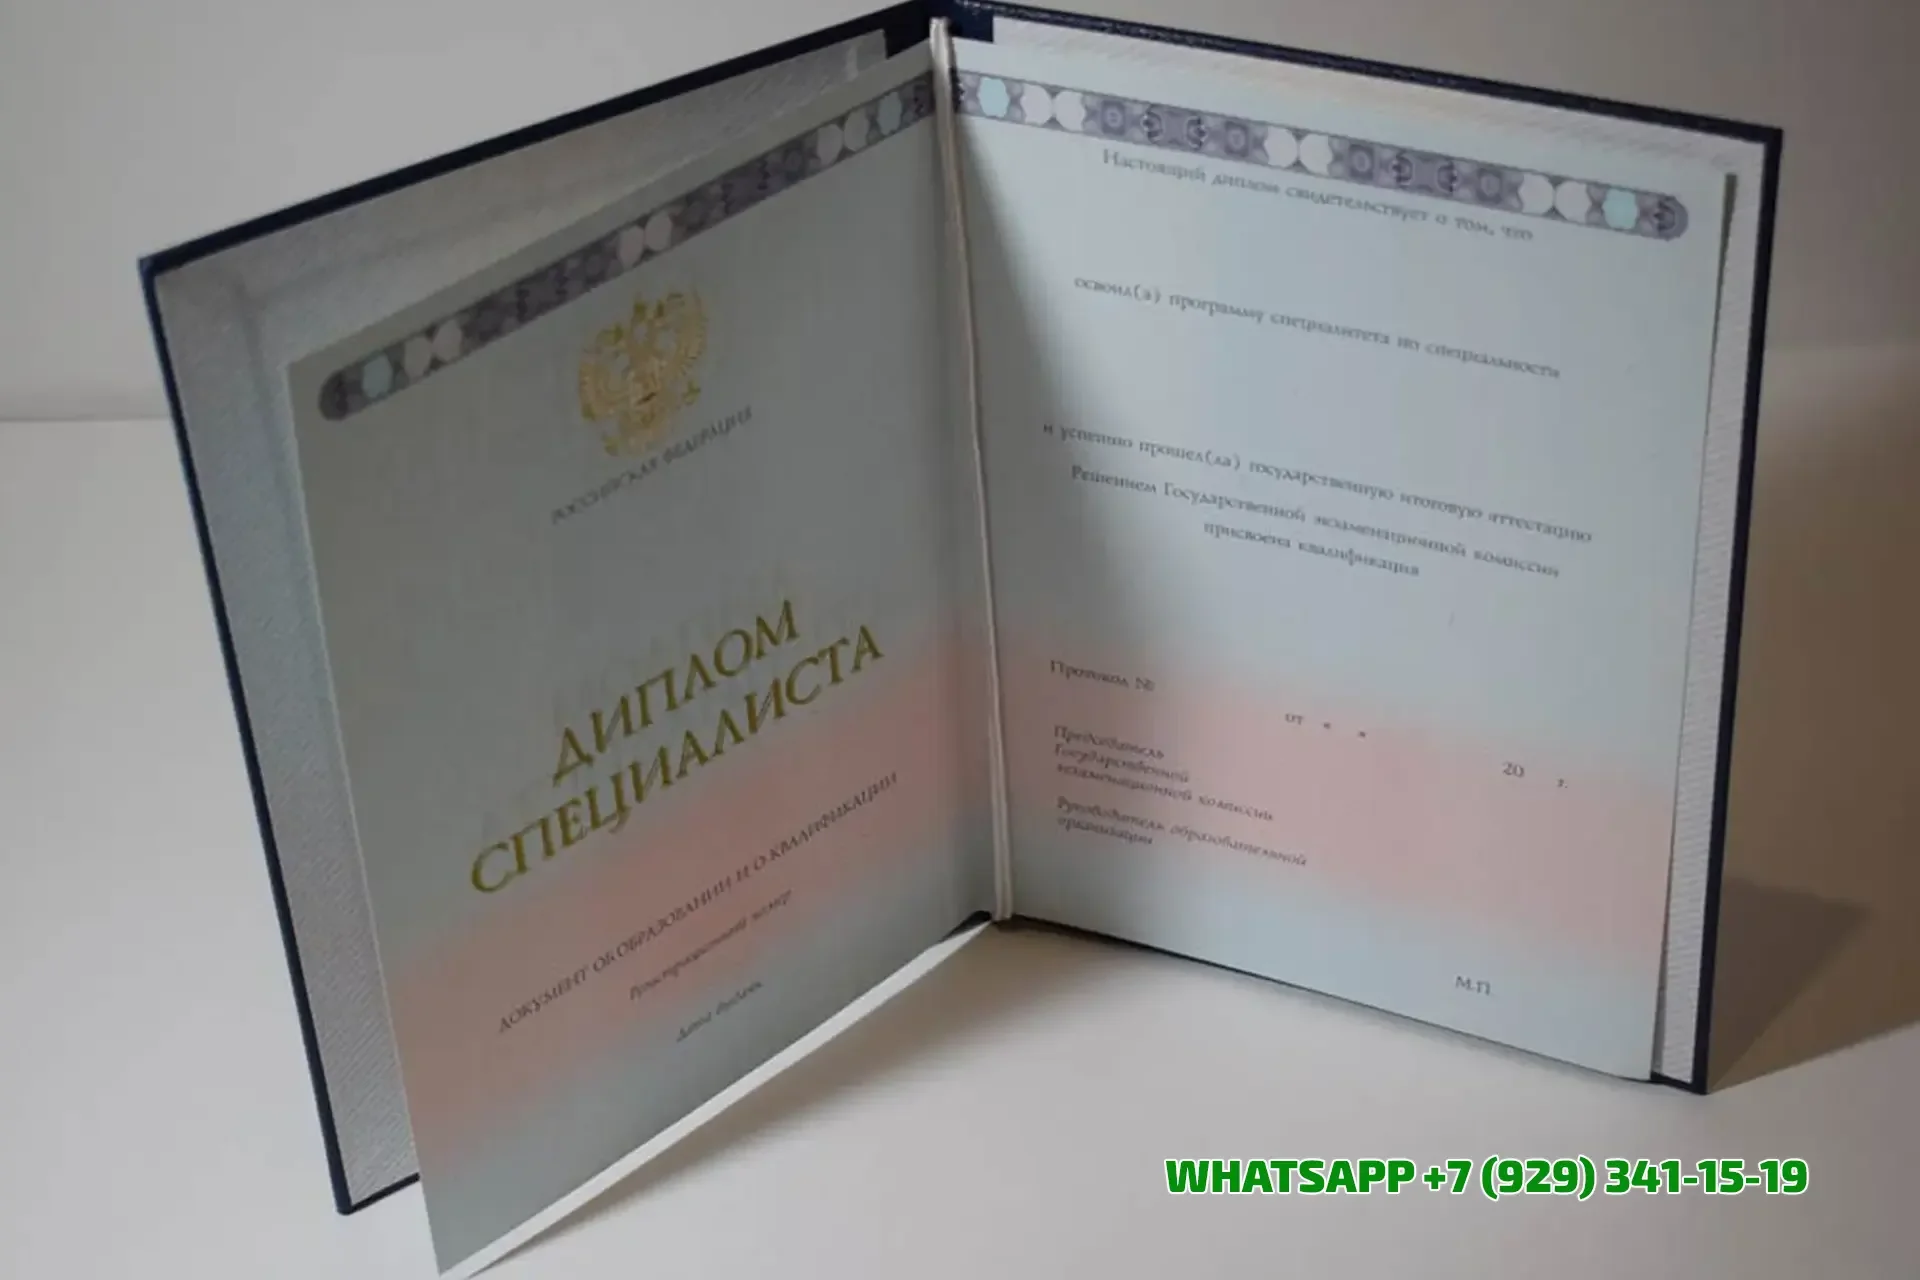 РОССИЙСКАЯ ФЕДЕРАЦИЯ
ДИПЛОМ
СПЕЦИАЛИСТА
ДОКУМЕНТ ОБ ОБРАЗОВАНИИ И О КВАЛИФИКАЦИИ
Регистрационный номер
Дата выдачи
Настоящий диплом свидетельствует о том, что
освоил(а) программу специалитета по специальности
и успешно прошел(ла) государственную итоговую аттестацию
Решением Государственной экзаменационной комиссии
присвоена квалификация
Протокол №
от « » 20 г.
Председатель
Государственной
экзаменационной комиссии
Руководитель образовательной
организации
М.П.
WHATSAPP +7 (929) 341-15-19